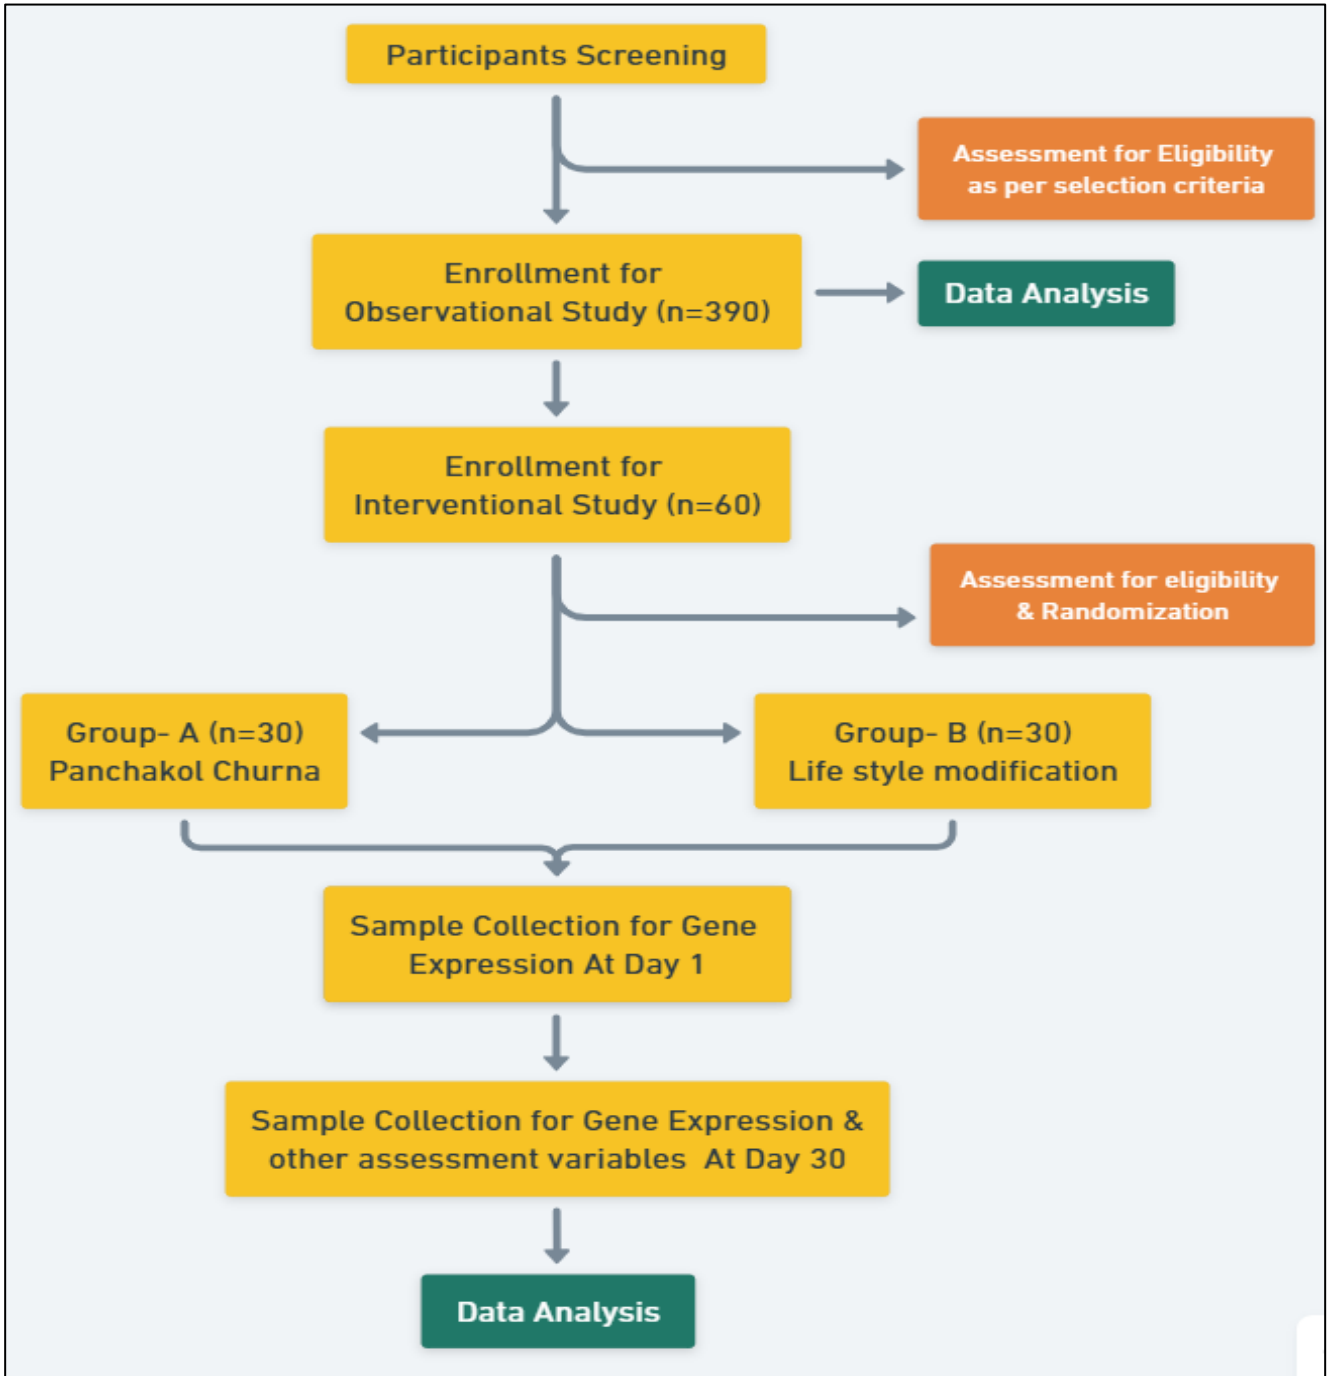 Participants Screening
Assessment for Eligibility
as per selection criteria
Enrollment for
Observational Study (n=390)
Data Analysis
Enrollment for
Interventional Study (n=60)
Assessment for eligibility
& Randomization
Group- A (n=30)
Panchakol Churna
Group- B (n=30)
Life style modification
Sample Collection for Gene
Expression At Day 1
Sample Collection for Gene Expression &
other assessment variables  At Day 30
Data Analysis